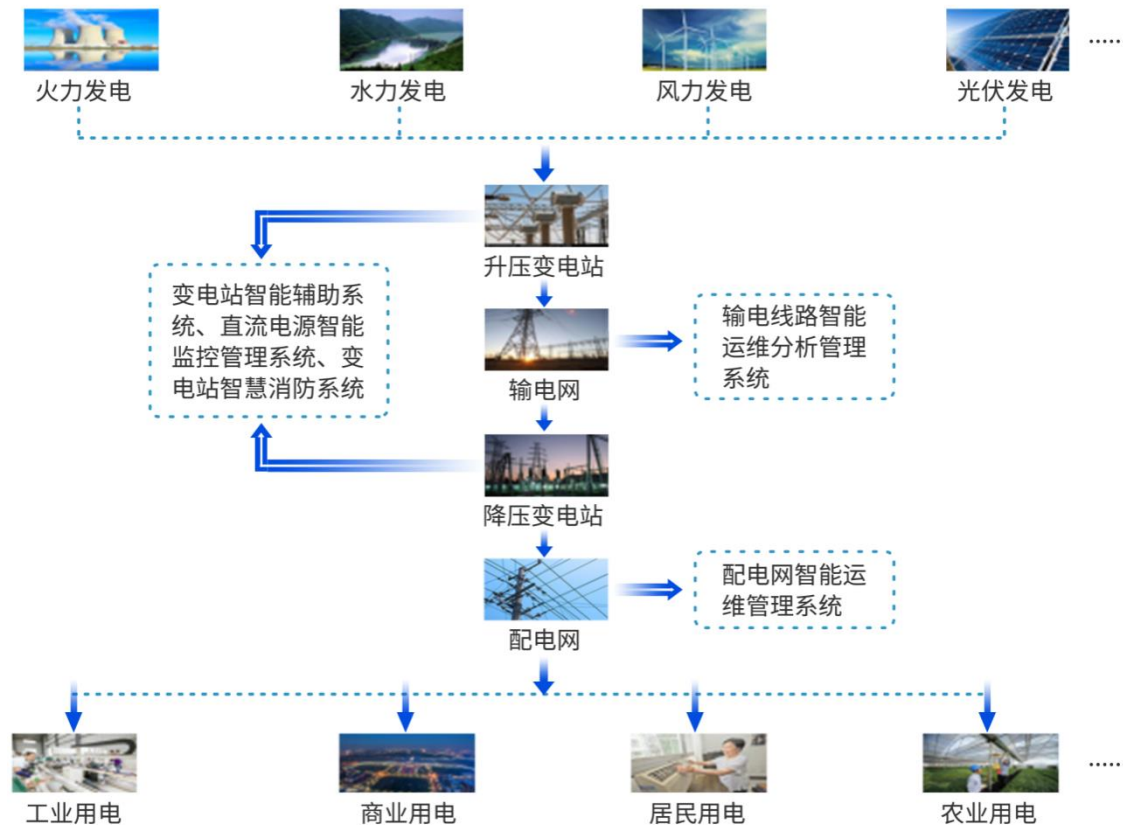 火力发电
水力发电
风力发电
光伏发电
······
升压变电站
变电站智能辅助系
统、直流电源智能
监控管理系统、变
电站智慧消防系统
输电线路智能
运维分析管理
系统
输电网
降压变电站
配电网智能运
维管理系统
配电网
工业用电
商业用电
居民用电
农业用电
······